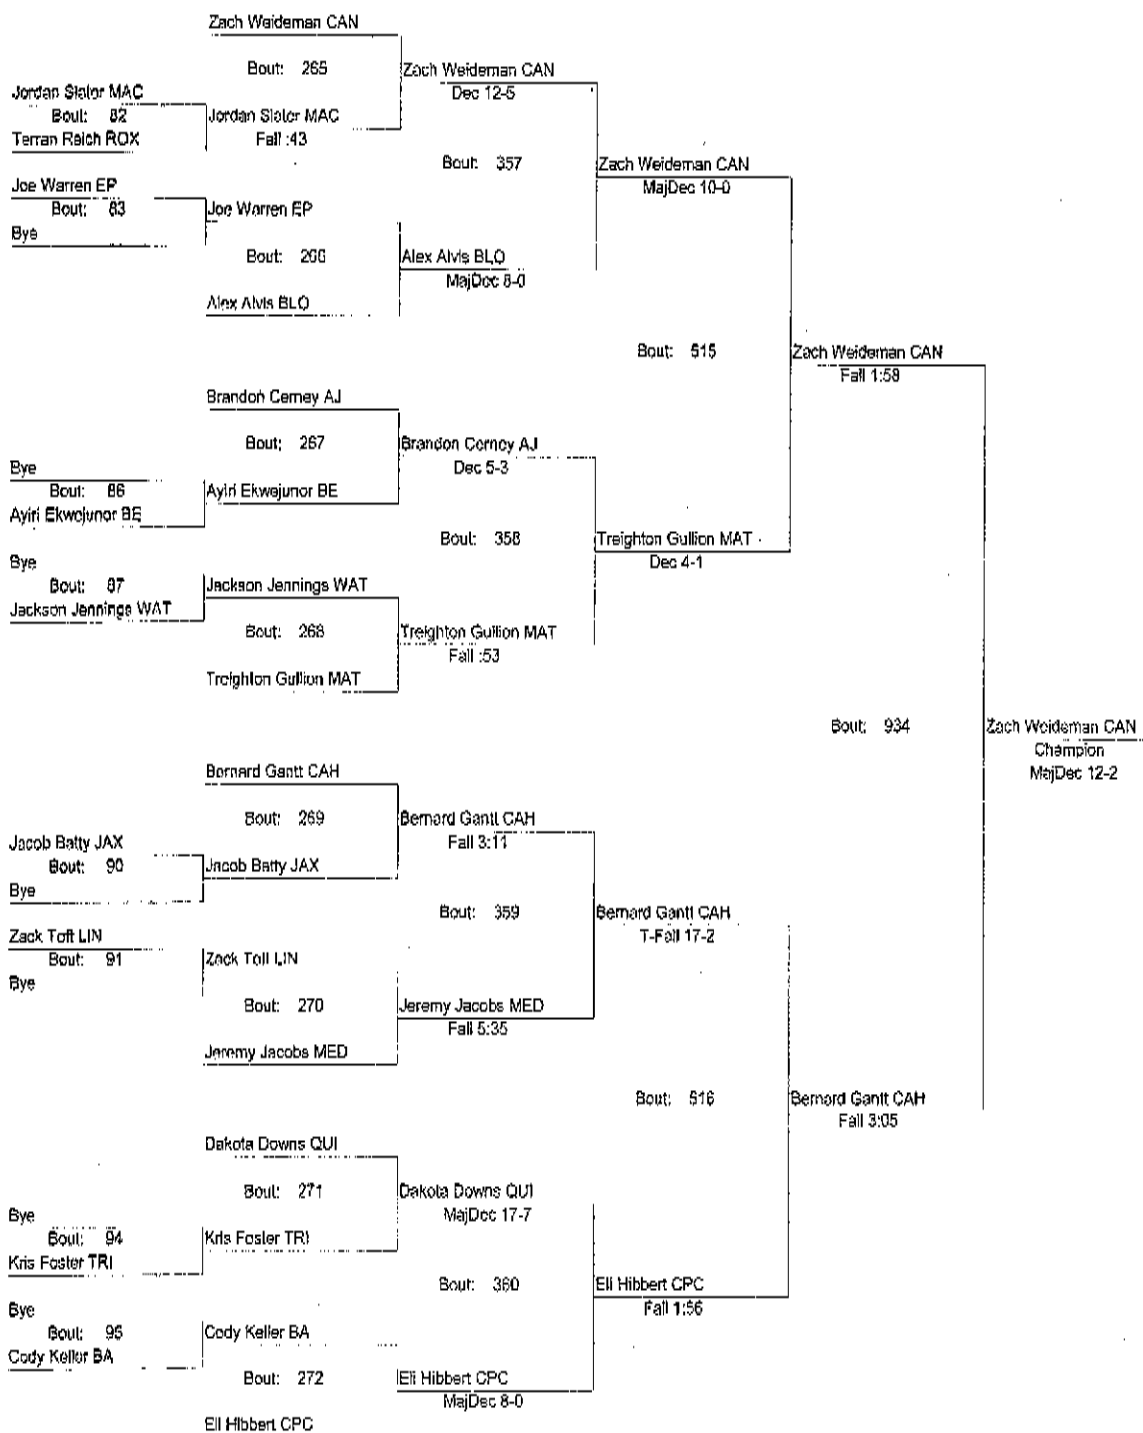 Zach Weideman CAN
Bout: 265
Zach Weideman CAN
Dec 12-5
Jordan Slater MAC
Bout: 82
Jordan Slater MAC
Fall :43
Terran Reich ROX
Bout: 357
Zach Weideman CAN
MajDec 10-0
Joe Warren EP
Bout: 83
Joe Warren EP
Bye
Bout: 266
Alex Alvis BLO
MajDec 8-0
Alex Alvis BLO
Bout: 515
Zach Weideman CAN
Fall 1:58
Brandon Cerney AJ
Bout: 267
Brandon Cerney AJ
Dec 5-3
Bye
Bout: 86
Ayiri Ekwejunor BE
Ayiri Ekwejunor BE
Bout: 358
Treighton Gullion MAT
Dec 4-1
Bye
Bout: 87
Jackson Jennings WAT
Jackson Jennings WAT
Bout: 268
Treighton Gullion MAT
Fall :53
Treighton Gullion MAT
Bout: 934
Zach Weideman CAN
Champion
MajDec 12-2
Bernard Gantt CAH
Bout: 269
Bernard Gantt CAH
Fall 3:11
Jacob Batty JAX
Bout: 90
Jacob Batty JAX
Bye
Bout: 359
Bernard Gantt CAH
T-Fall 17-2
Zack Toft LIN
Bout: 91
Zack Toft LIN
Bye
Bout: 270
Jeremy Jacobs MED
Fall 5:35
Jeremy Jacobs MED
Bout: 516
Bernard Gantt CAH
Fall 3:05
Dakota Downs QUI
Bout: 271
Dakota Downs QUI
MajDec 17-7
Bye
Bout: 94
Kris Foster TRI
Kris Foster TRI
Bout: 360
Eli Hibbert CPC
Fall 1:56
Bye
Bout: 95
Cody Keller BA
Cody Keller BA
Bout: 272
Eli Hibbert CPC
MajDec 8-0
Eli Hibbert CPC